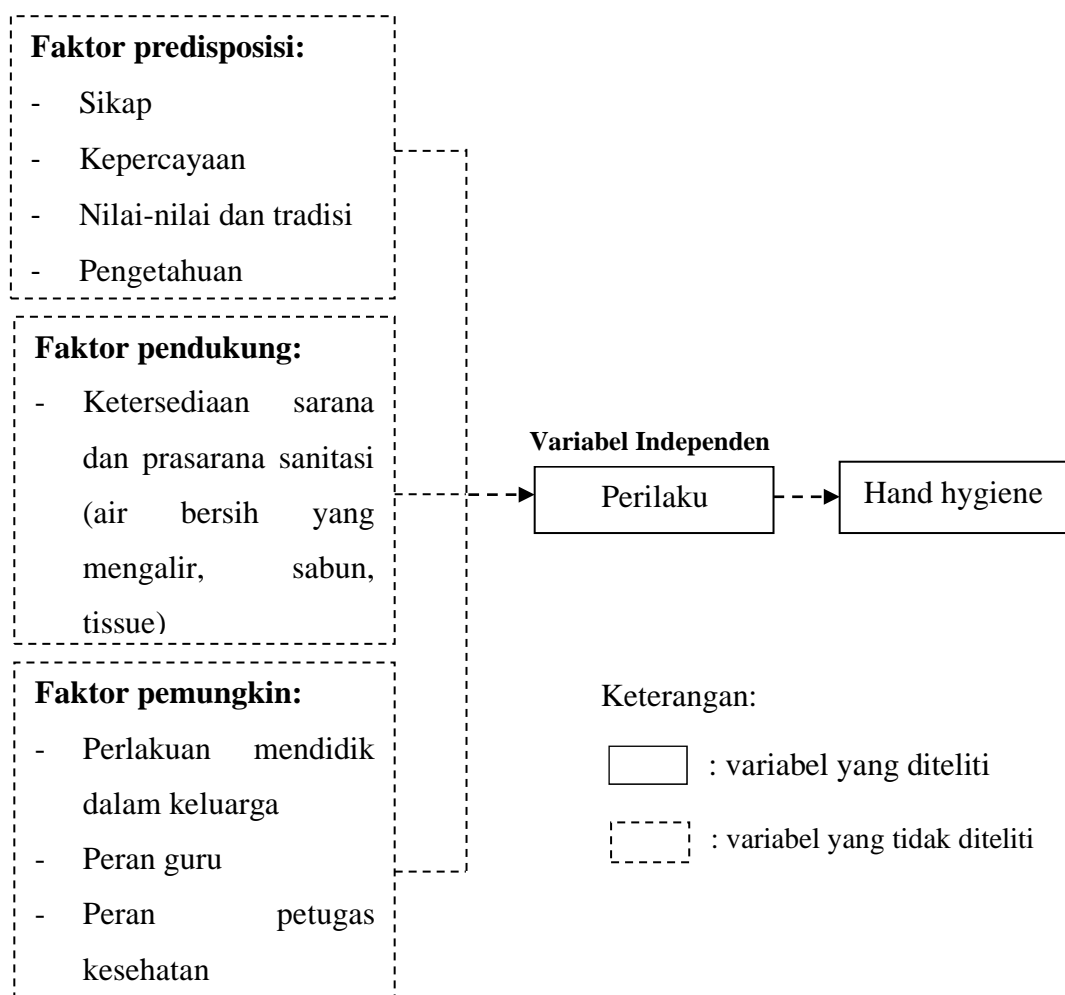 Faktor predisposisi:
- Sikap
- Kepercayaan
- Nilai-nilai dan tradisi
- Pengetahuan
Faktor pendukung:
- Ketersediaan sarana
dan prasarana sanitasi
(air bersih yang
mengalir, sabun,
tissue)
Faktor pemungkin:
- Perlakuan mendidik
dalam keluarga
- Peran guru
- Peran petugas
kesehatan
Variabel Independen
Perilaku
Hand hygiene
Keterangan:
: variabel yang diteliti
: variabel yang tidak diteliti